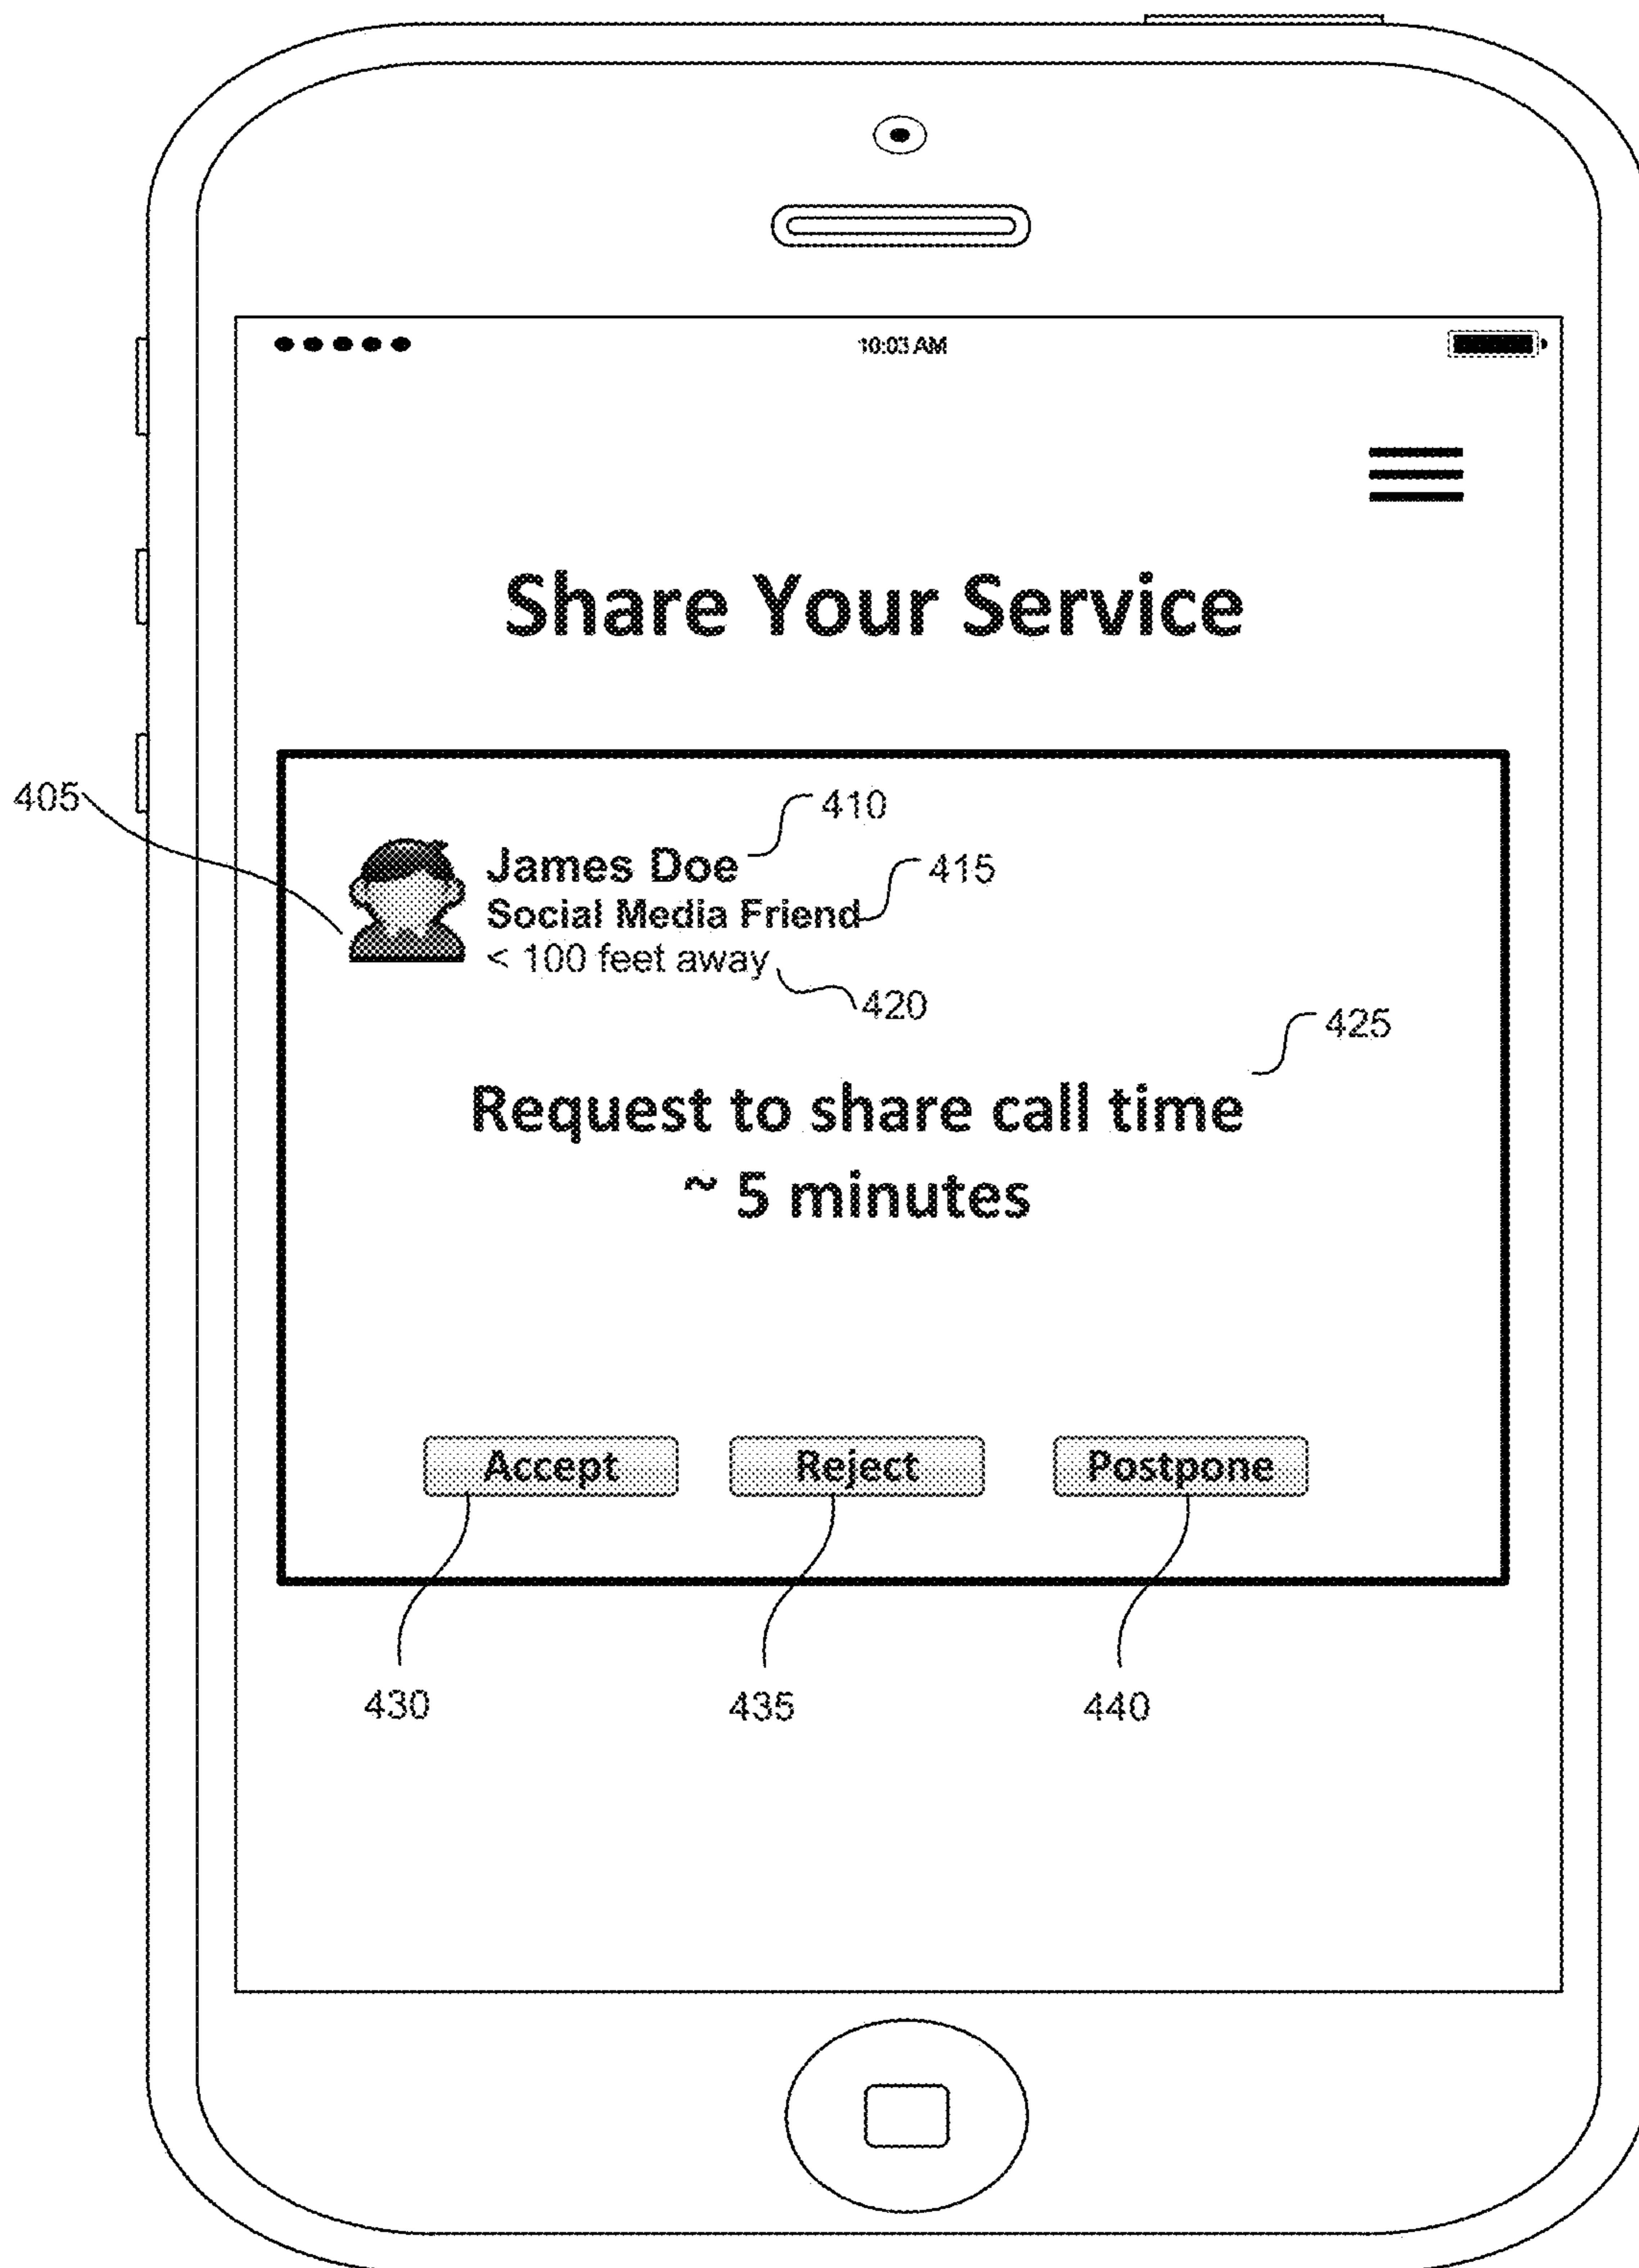 10:03 AM
Share Your Service
405
410
James Doe
415
Social Media Friend
< 100 feet away
420
425
Request to share call time
~ 5 minutes
Accept Reject Postpone
430 435 440